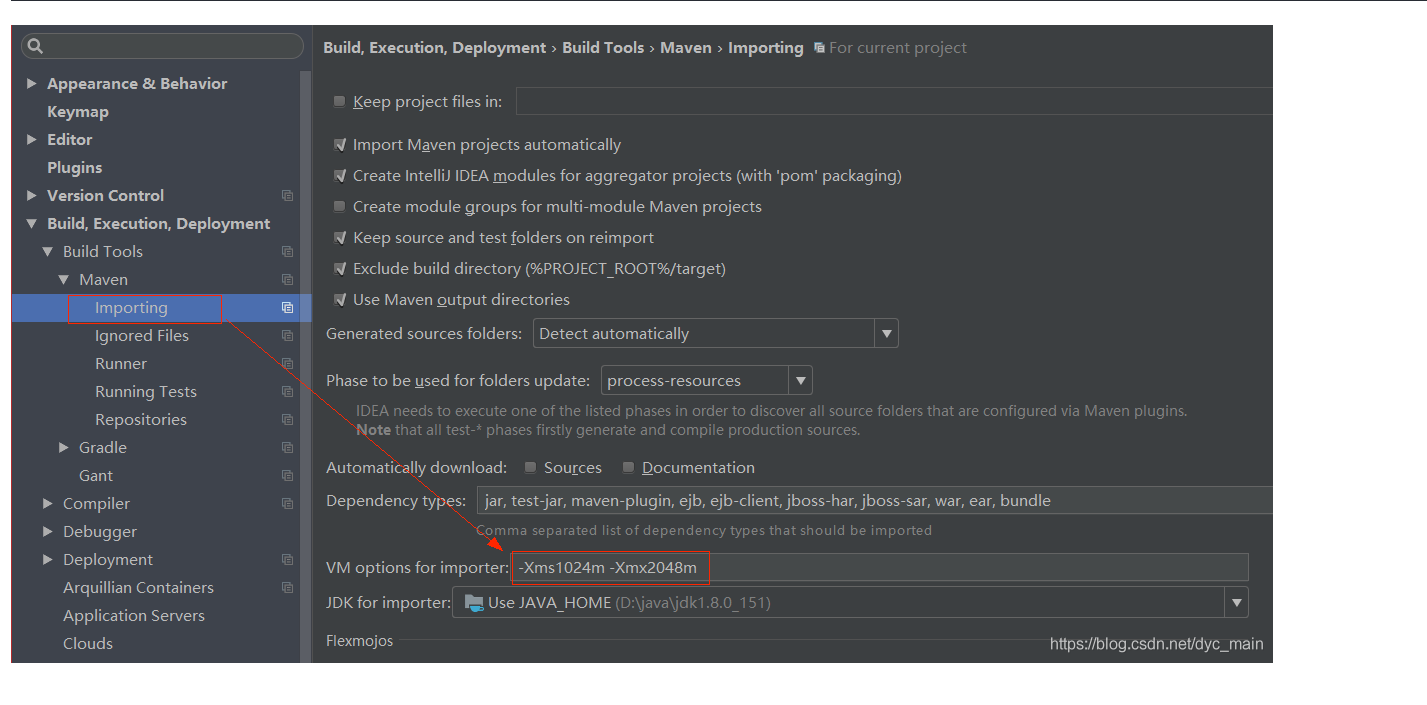 Build, Execution, Deployment › Build Tools › Maven › Importing For current project
Appearance & Behavior
Keymap
Editor
Plugins
Version Control
Build, Execution, Deployment
Build Tools
Maven
Importing
Ignored Files
Runner
Running Tests
Repositories
Gradle
Gant
Compiler
Debugger
Deployment
Arquillian Containers
Application Servers
Clouds
Keep project files in:
Import Maven projects automatically
Create IntelliJ IDEA modules for aggregator projects (with 'pom' packaging)
Create module groups for multi-module Maven projects
Keep source and test folders on reimport
Exclude build directory (%PROJECT_ROOT%/target)
Use Maven output directories
Generated sources folders: Detect automatically
Phase to be used for folders update: process-resources
IDEA needs to execute one of the listed phases in order to discover all source folders that are configured via Maven plugins.
Note that all test-* phases firstly generate and compile production sources.
Automatically download: Sources Documentation
Dependency types: jar, test-jar, maven-plugin, ejb, ejb-client, jboss-har, jboss-sar, war, ear, bundle
Comma separated list of dependency types that should be imported
VM options for importer: -Xms1024m -Xmx2048m
JDK for importer: Use JAVA_HOME (D:\java\jdk1.8.0_151)
Flexmojos
https://blog.csdn.net/dyc_main